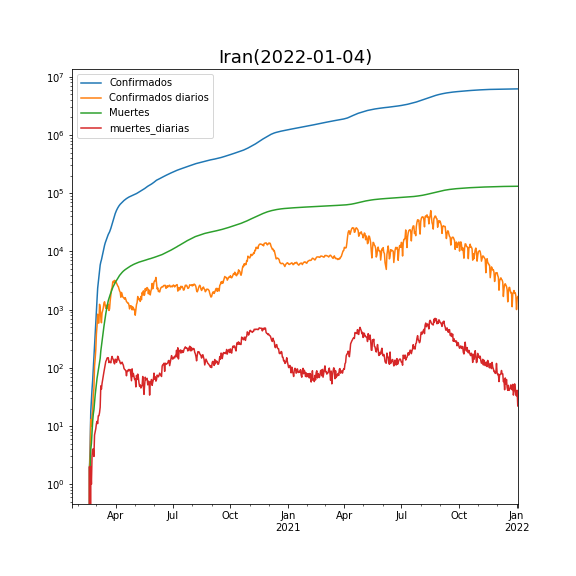 Iran(2022-01-04)
Confirmados
Confirmados diarios
Muertes
muertes_diarias
10⁷
10⁶
10⁵
10⁴
10³
10²
10¹
10⁰
Apr Jul Oct Jan Apr Jul Oct Jan
2021 2022